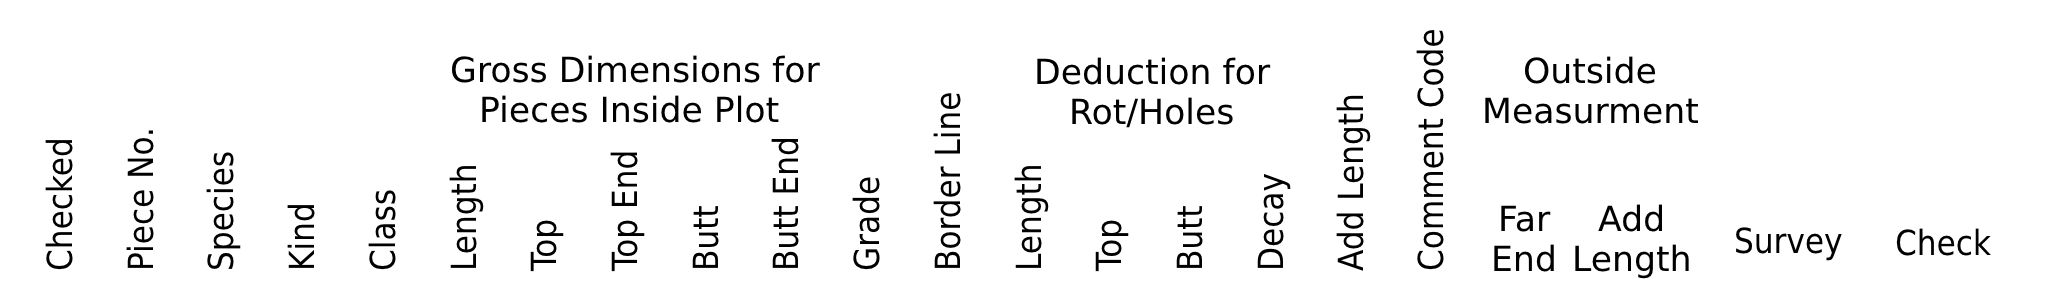 Checked
Piece No.
Species
Kind
Class
Gross Dimensions for
Pieces Inside Plot
Length
Top
Top End
Butt
Butt End
Grade
Border Line
Deduction for
Rot/Holes
Length
Top
Butt
Decay
Add Length
Comment Code
Outside
Measurment
Far
End
Add
Length
Survey
Check